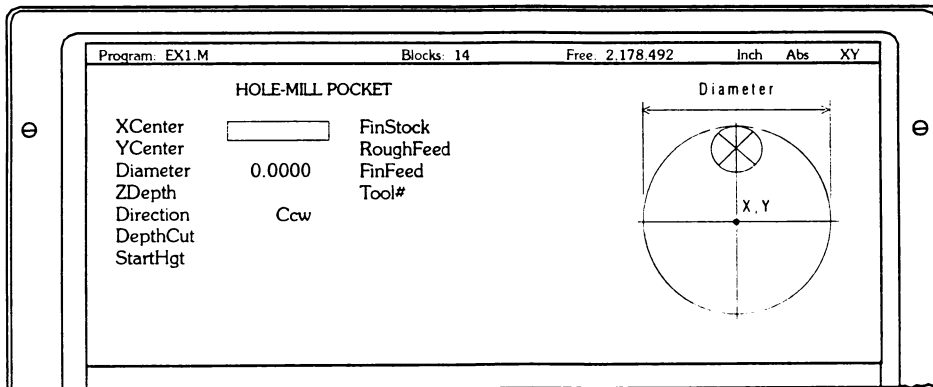 Program: EX1.M Blocks: 14 Free. 2,178.492 Inch Abs XY
HOLE-MILL POCKET
XCenter FinStock
YCenter RoughFeed
Diameter 0.0000 FinFeed
ZDepth Tool#
Direction Ccw
DepthCut
StartHgt
Diameter
X, Y